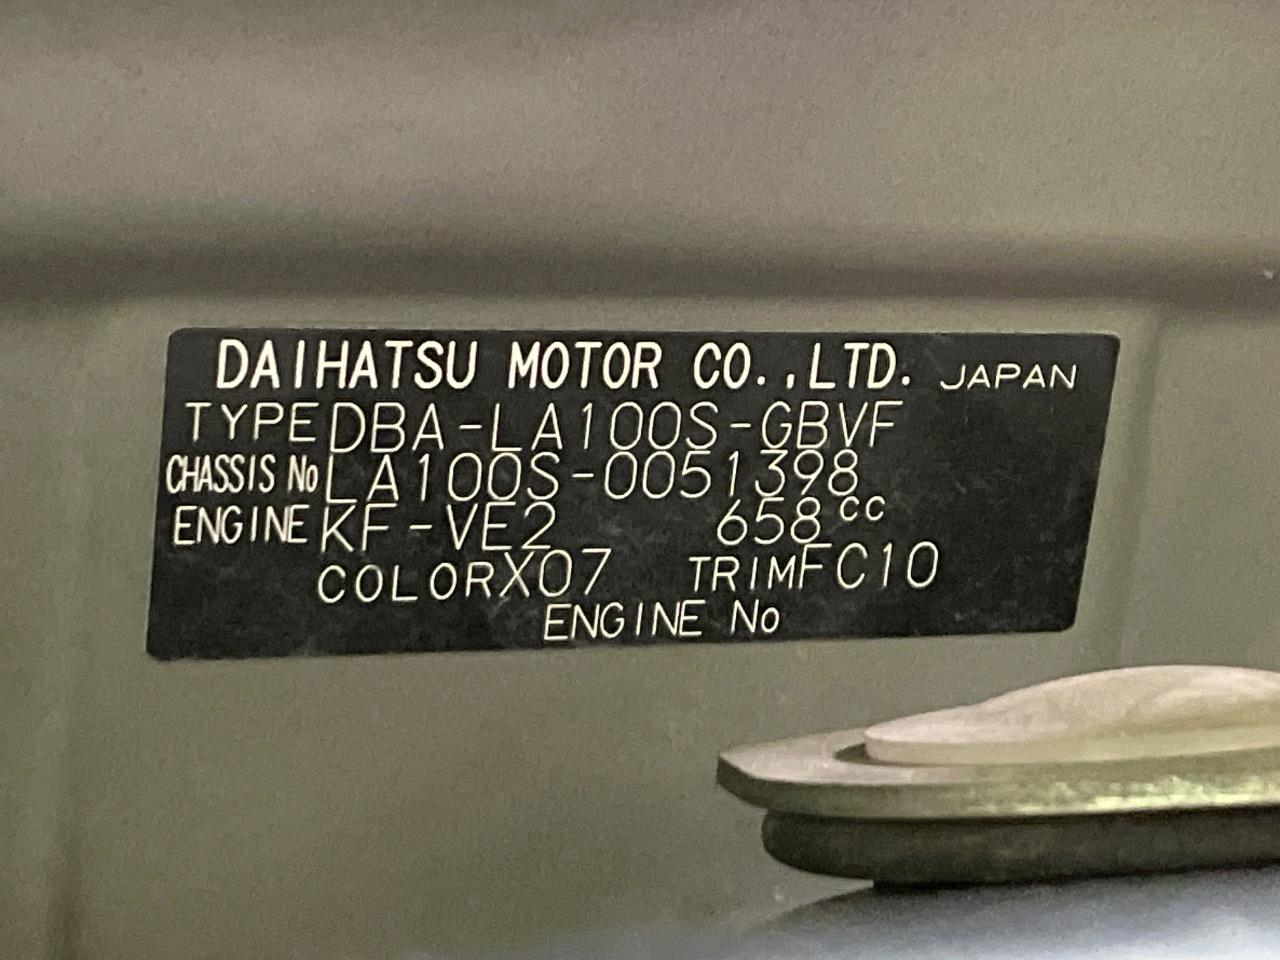 DAIHATSU MOTOR CO.,LTD. JAPAN
TYPE DBA-LA100S-GBVF
CHASSIS No LA100S-0051398
ENGINE KF-VE2 658cc
COLOR X07 TRIM FC10
ENGINE No